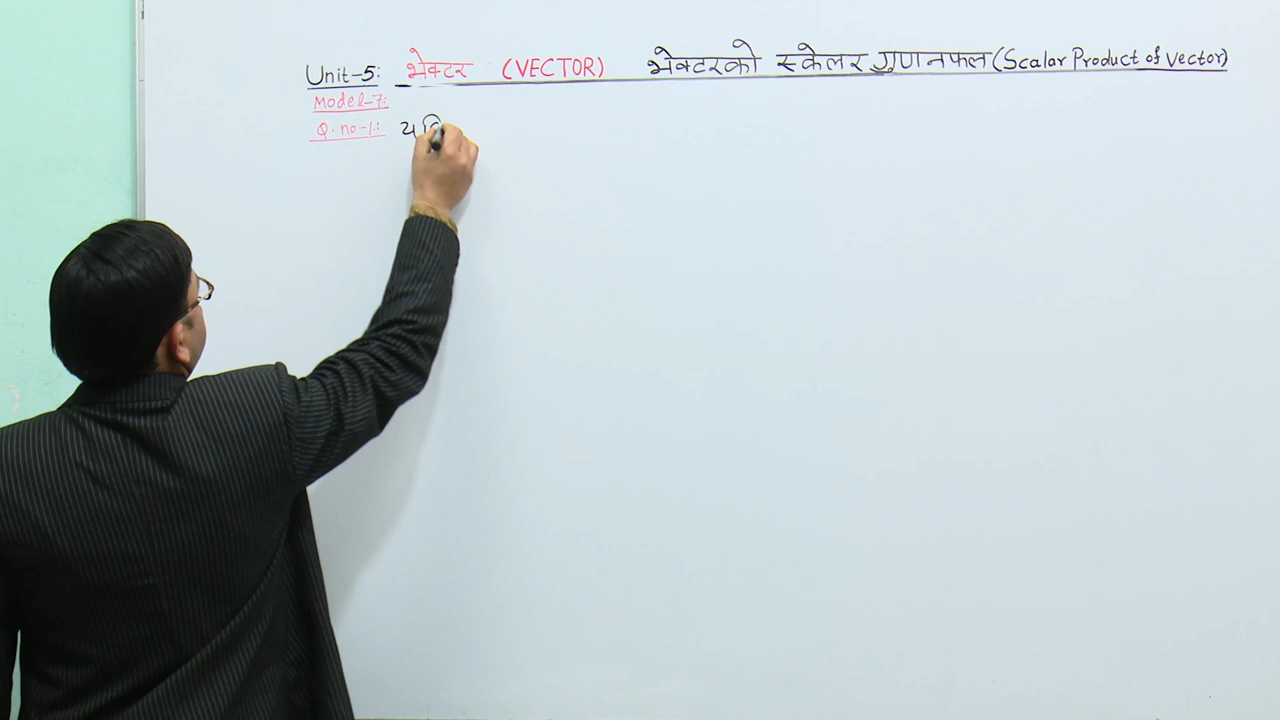 Unit-5: भेक्टर (VECTOR) भेक्टरको स्केलर गुणनफल (Scalar Product of Vector)
Model-7:
Q. no-1: